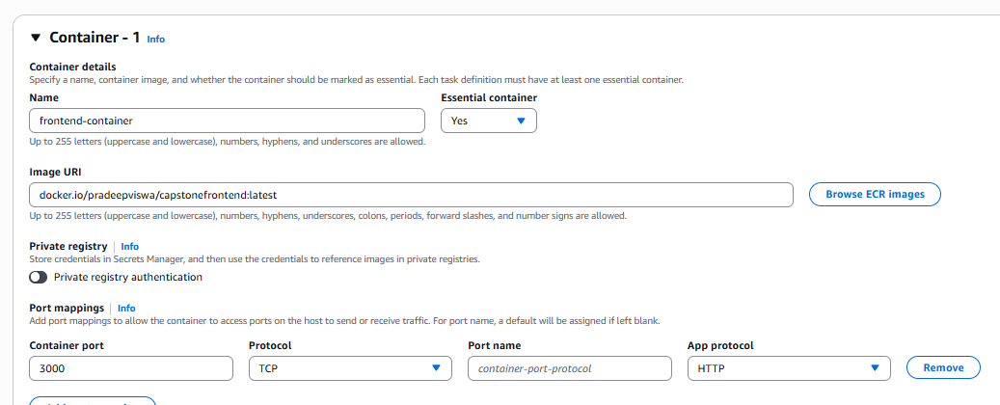 Container - 1 Info
Container details
Specify a name, container image, and whether the container should be marked as essential. Each task definition must have at least one essential container.
Name Essential container
frontend-container Yes
Up to 255 letters (uppercase and lowercase), numbers, hyphens, and underscores are allowed.
Image URI
docker.io/pradeepviswa/capstonefrontend:latest Browse ECR images
Up to 255 letters (uppercase and lowercase), numbers, hyphens, underscores, colons, periods, forward slashes, and number signs are allowed.
Private registry Info
Store credentials in Secrets Manager, and then use the credentials to reference images in private registries.
Private registry authentication
Port mappings Info
Add port mappings to allow the container to access ports on the host to send or receive traffic. For port name, a default will be assigned if left blank.
Container port Protocol Port name App protocol
3000 TCP container-port-protocol HTTP Remove